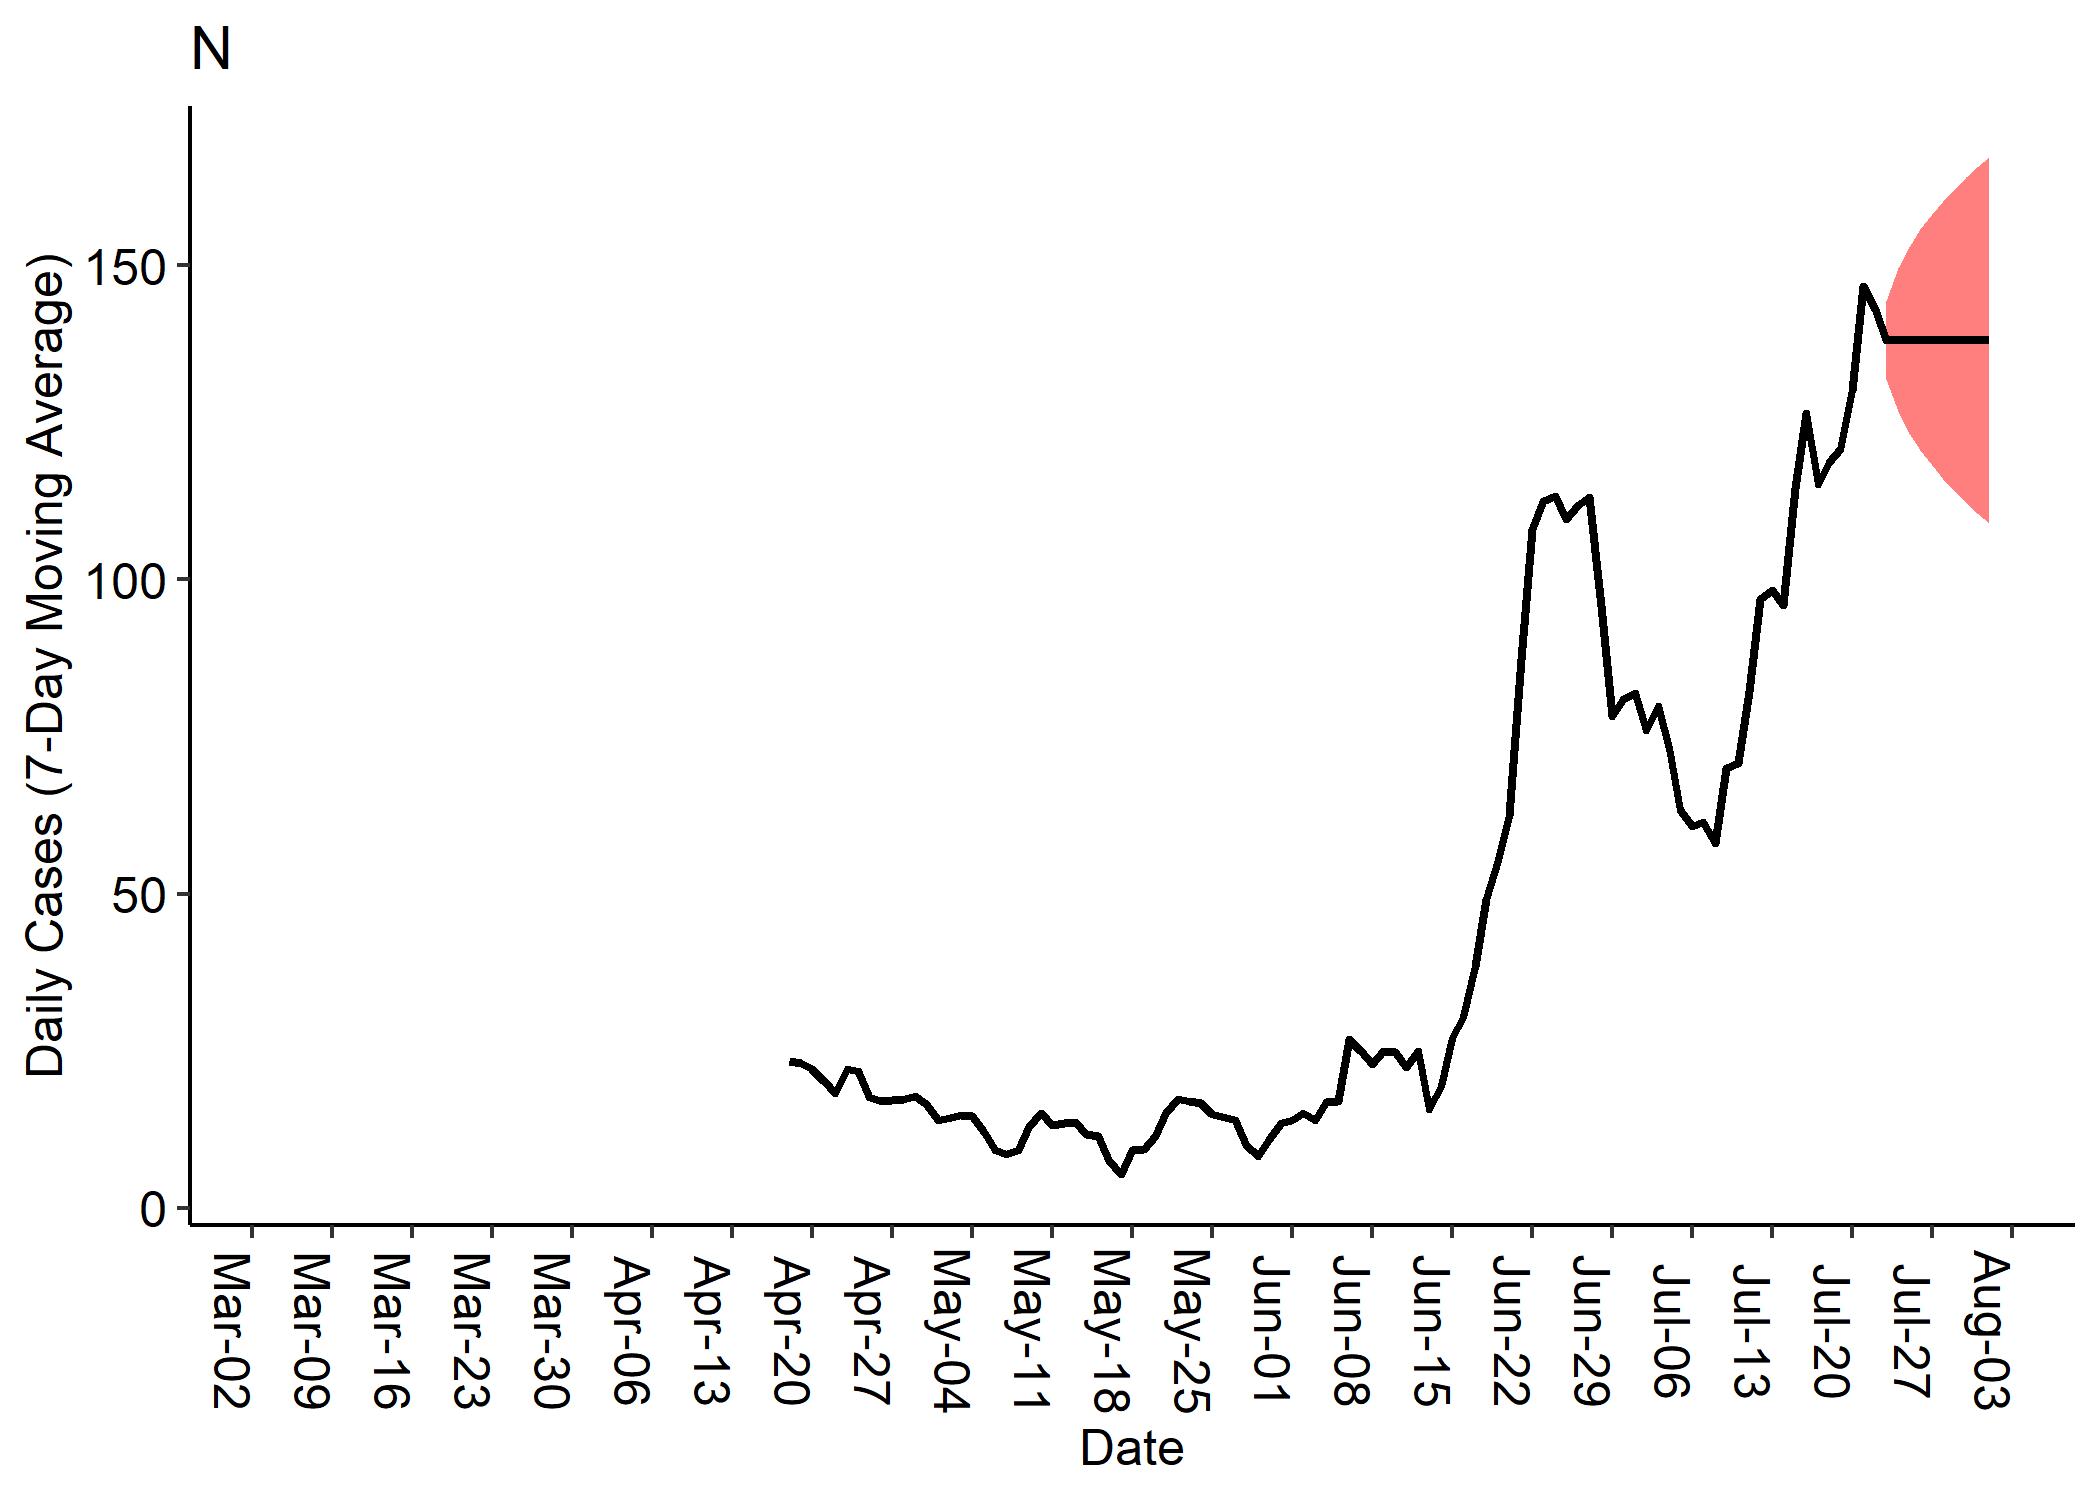 N
Daily Cases (7-Day Moving Average)
150
100
50
0
Mar-02
Mar-09
Mar-16
Mar-23
Mar-30
Apr-06
Apr-13
Apr-20
Apr-27
May-04
May-11
May-18
May-25
Jun-01
Jun-08
Jun-15
Jun-22
Jun-29
Jul-06
Jul-13
Jul-20
Jul-27
Aug-03
Date